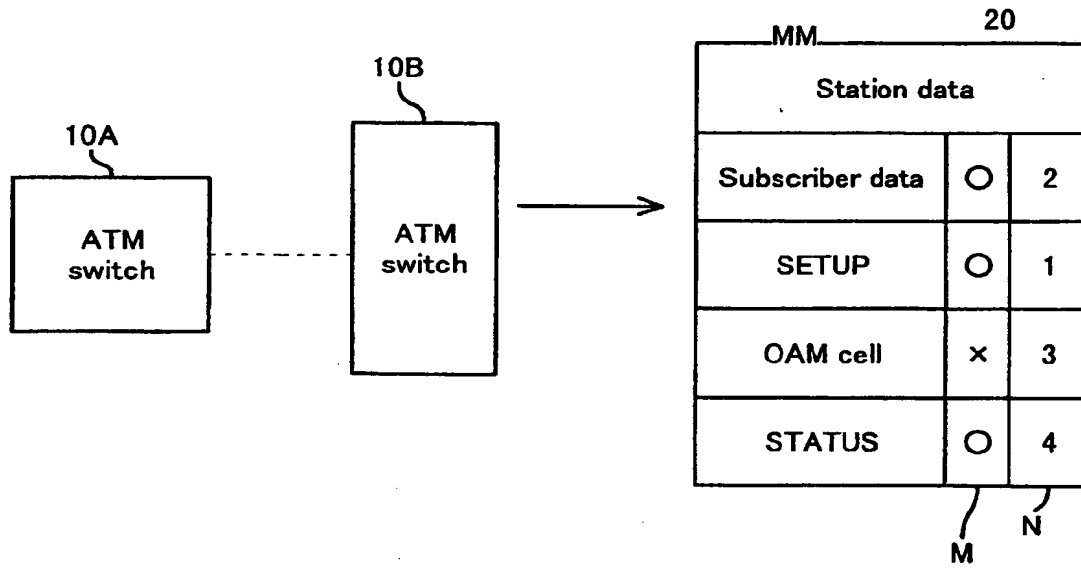 20
MM
Station data
10B
10A
Subscriber data ○ 2
ATM
switch
ATM
switch
SETUP ○ 1
OAM cell × 3
STATUS ○ 4
M
N